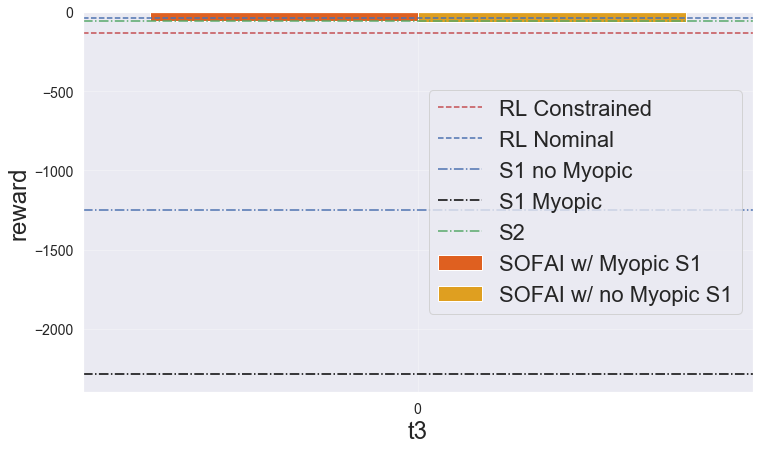 0
−500
−1000
−1500
−2000
reward
RL Constrained
RL Nominal
S1 no Myopic
S1 Myopic
S2
SOFAI w/ Myopic S1
SOFAI w/ no Myopic S1
0
t3